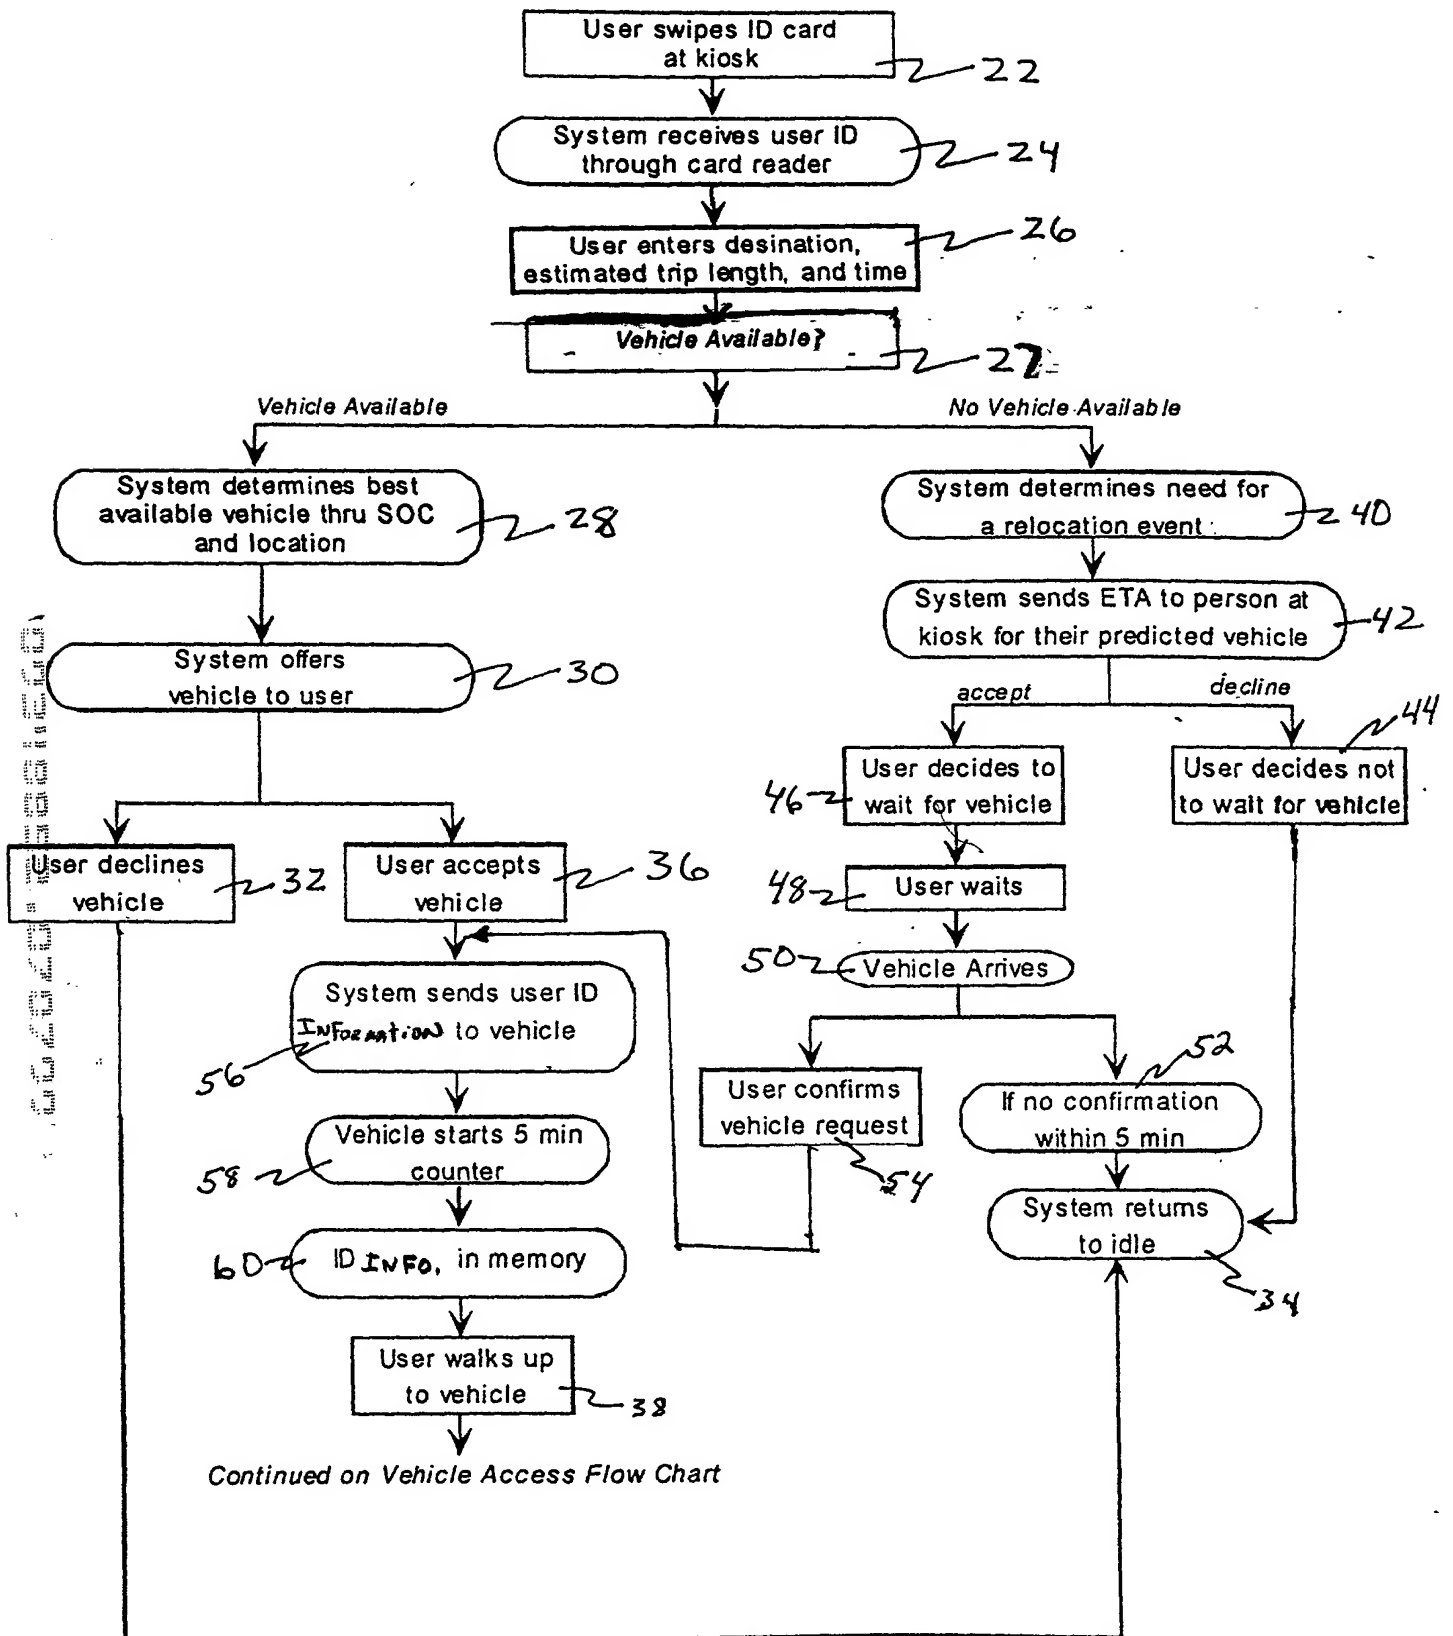 User swipes ID card
at kiosk
22
System receives user ID
through card reader
24
User enters desination,
estimated trip length, and time
26
Vehicle Available?
27
Vehicle Available
No Vehicle Available
System determines best
available vehicle thru SOC
and location
28
System determines need for
a relocation event
40
System offers
vehicle to user
30
System sends ETA to person at
kiosk for their predicted vehicle
42
accept
decline
User decides to
wait for vehicle
46
User decides not
to wait for vehicle
44
User declines
vehicle
32
User accepts
vehicle
36
User waits
48
Vehicle Arrives
50
System sends user ID
INFORMATION to vehicle
56
User confirms
vehicle request
54
If no confirmation
within 5 min
52
Vehicle starts 5 min
counter
58
System returns
to idle
34
ID INFO. in memory
60
User walks up
to vehicle
38
Continued on Vehicle Access Flow Chart